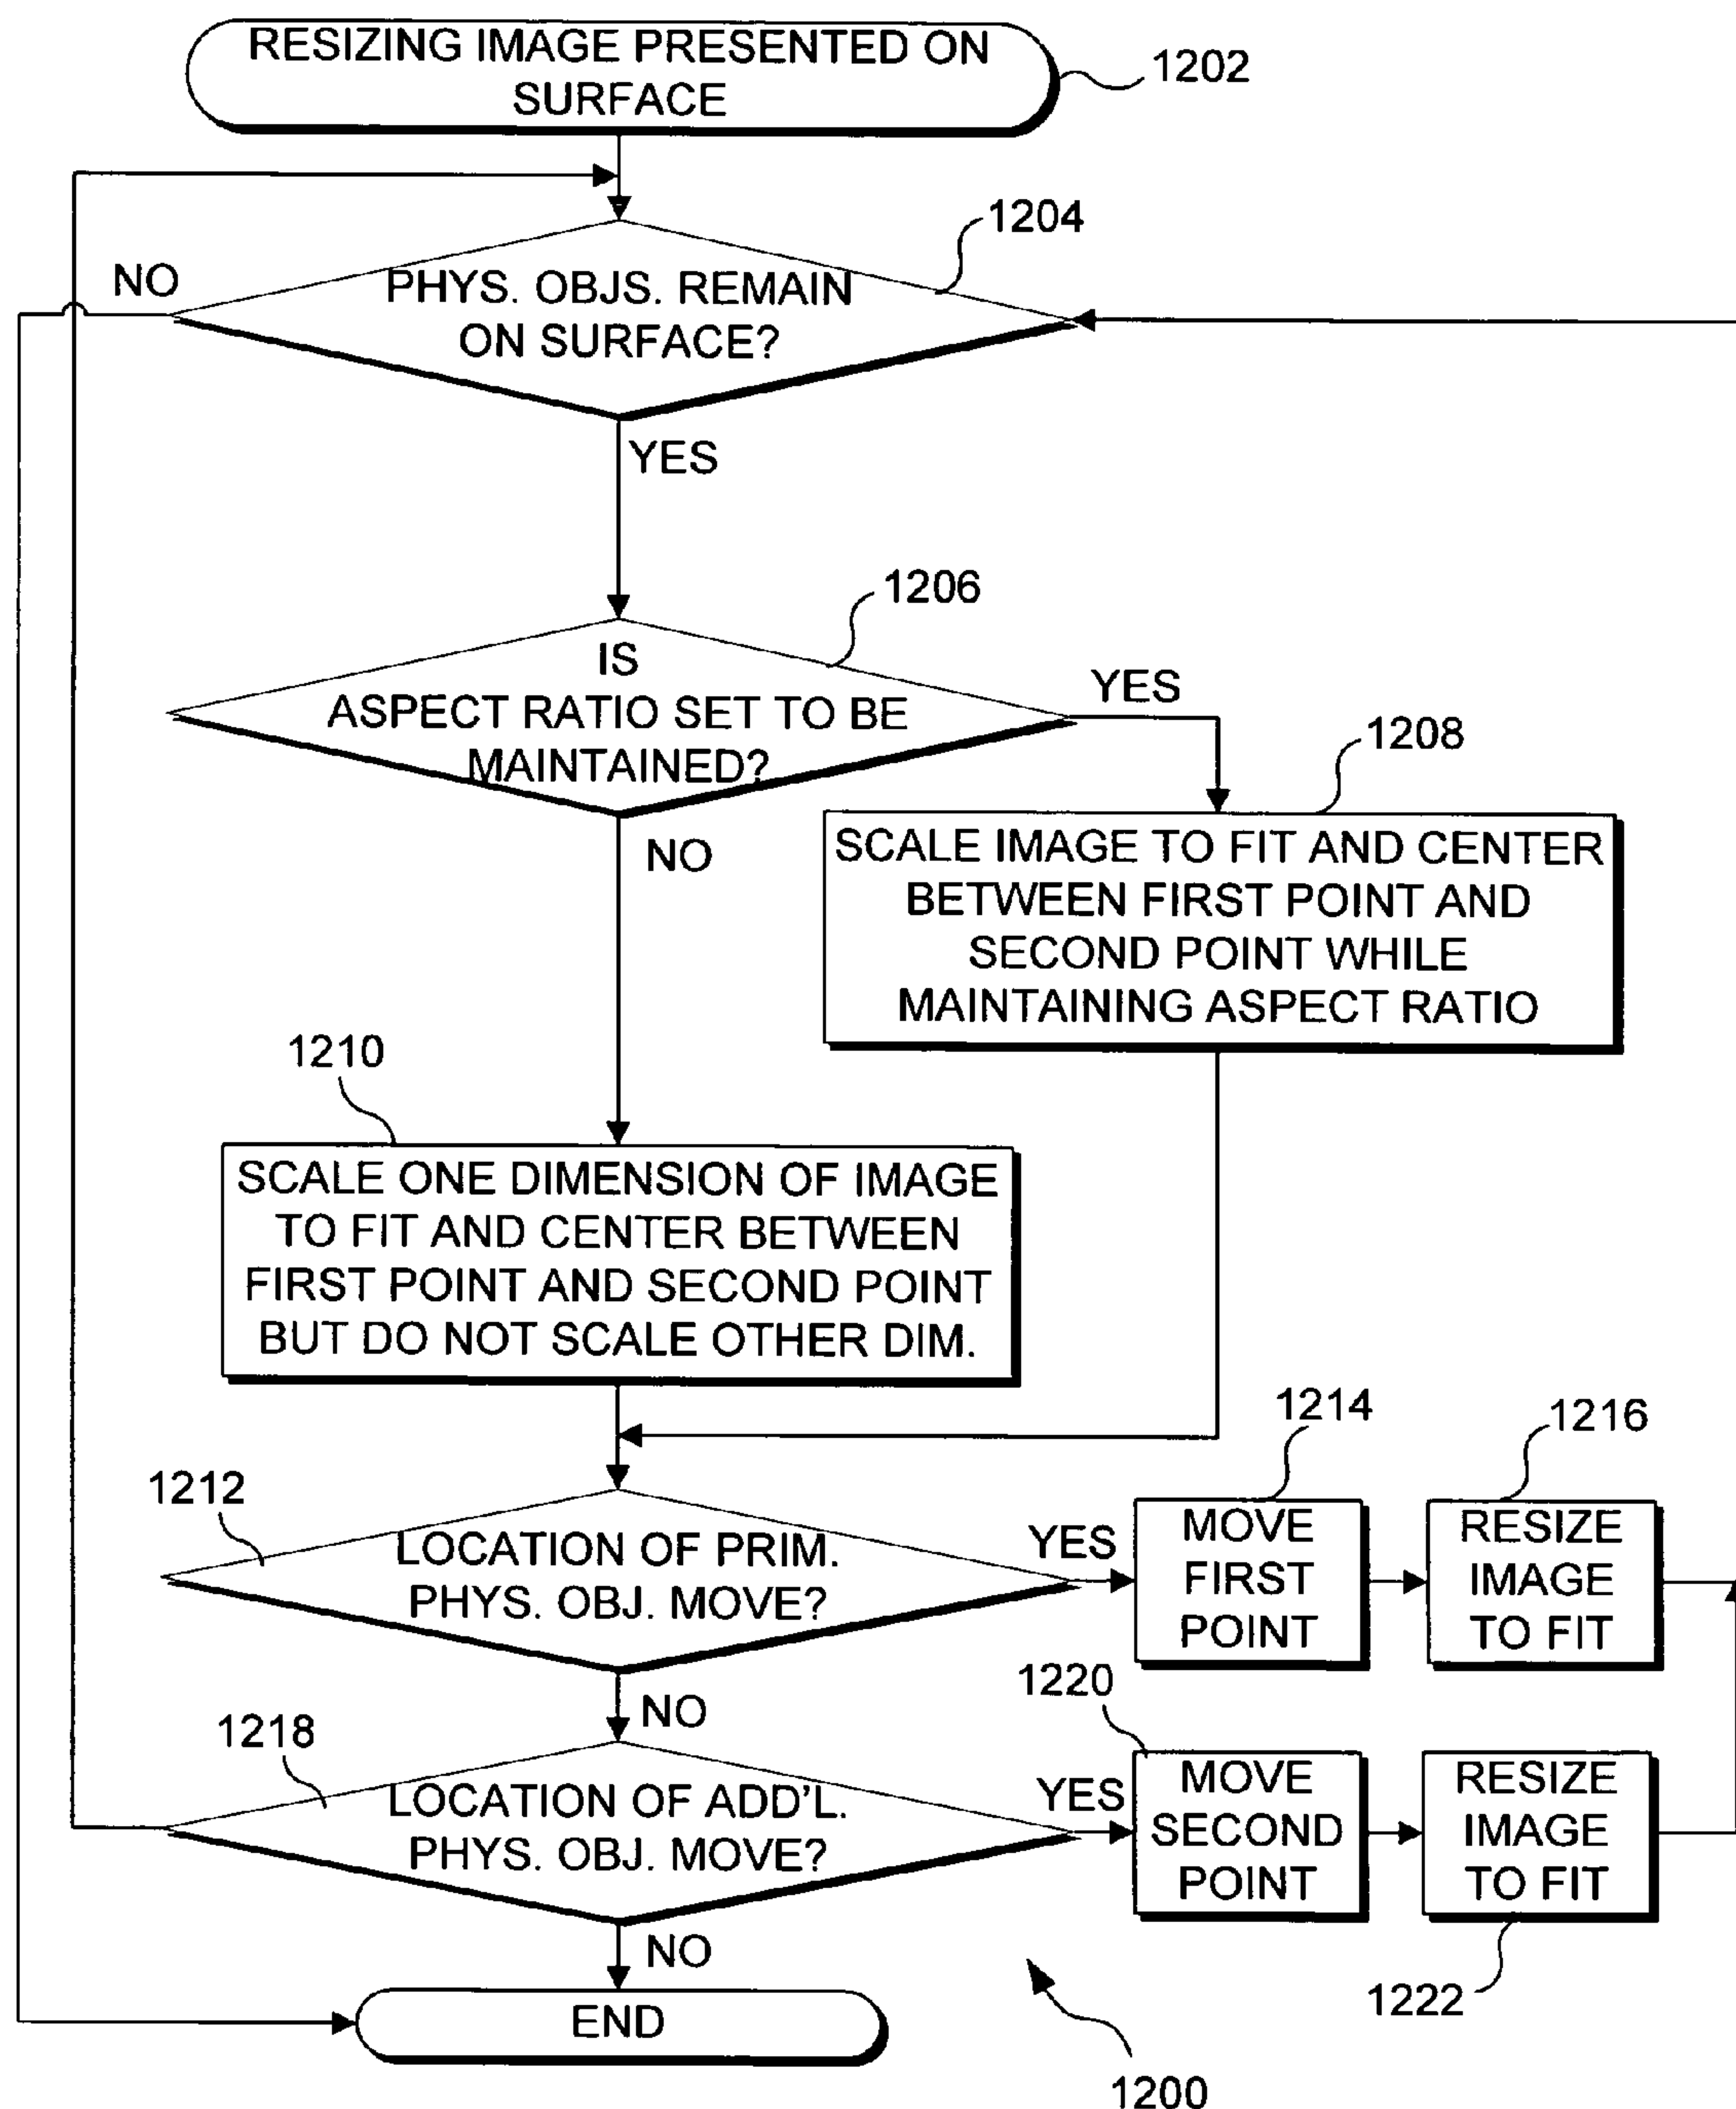 RESIZING IMAGE PRESENTED ON
SURFACE
1202
1204
NO
PHYS. OBJS. REMAIN
ON SURFACE?
YES
1206
IS
ASPECT RATIO SET TO BE
MAINTAINED?
YES
1208
NO
SCALE IMAGE TO FIT AND CENTER
BETWEEN FIRST POINT AND
SECOND POINT WHILE
MAINTAINING ASPECT RATIO
1210
SCALE ONE DIMENSION OF IMAGE
TO FIT AND CENTER BETWEEN
FIRST POINT AND SECOND POINT
BUT DO NOT SCALE OTHER DIM.
1212
LOCATION OF PRIM.
PHYS. OBJ. MOVE?
YES
1214
MOVE
FIRST
POINT
1216
RESIZE
IMAGE
TO FIT
NO
1218
LOCATION OF ADD'L.
PHYS. OBJ. MOVE?
YES
1220
MOVE
SECOND
POINT
RESIZE
IMAGE
TO FIT
1222
NO
END
1200